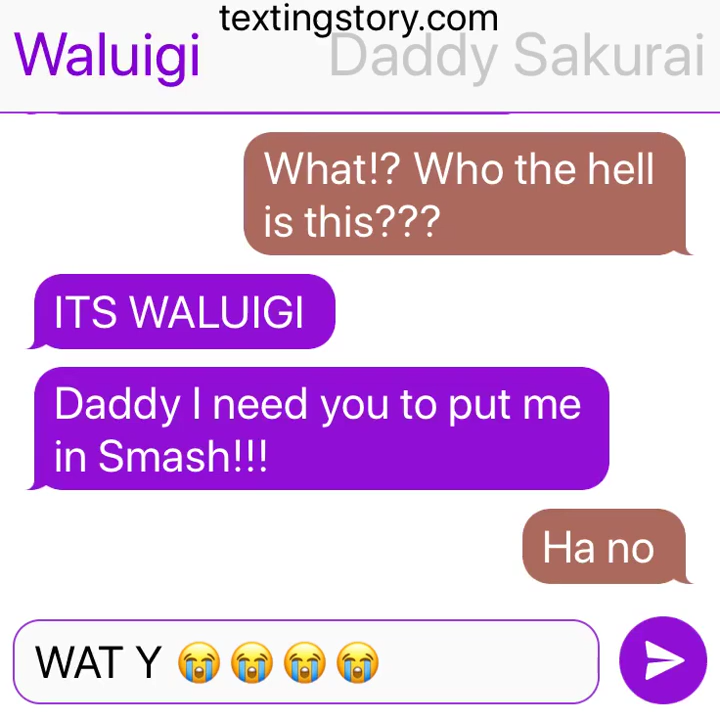 textingstory.com
Waluigi Daddy Sakurai
What!? Who the hell
is this???
ITS WALUIGI
Daddy I need you to put me
in Smash!!!
Ha no
WAT Y 😭😭😭😭